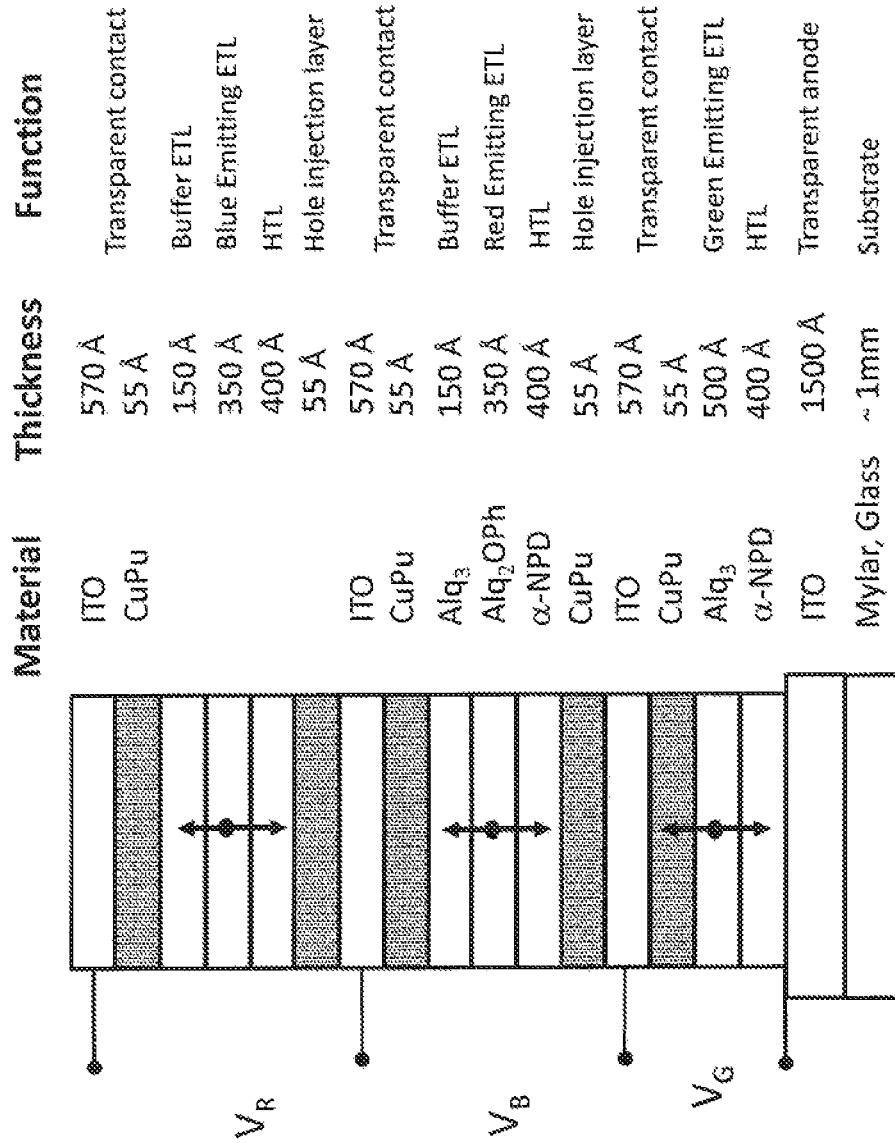 Material Thickness Function
ITO 570 Å Transparent contact
CuPu 55 Å
150 Å Buffer ETL
350 Å Blue Emitting ETL
400 Å HTL
55 Å Hole injection layer
ITO 570 Å Transparent contact
CuPu 55 Å
Alq₃ 150 Å Buffer ETL
Alq₂OPh 350 Å Red Emitting ETL
α-NPD 400 Å HTL
CuPu 55 Å Hole injection layer
ITO 570 Å Transparent contact
CuPu 55 Å
Alq₃ 500 Å Green Emitting ETL
α-NPD 400 Å HTL
ITO 1500 Å Transparent anode
Mylar, Glass ~ 1mm Substrate
V_R
V_B
V_G